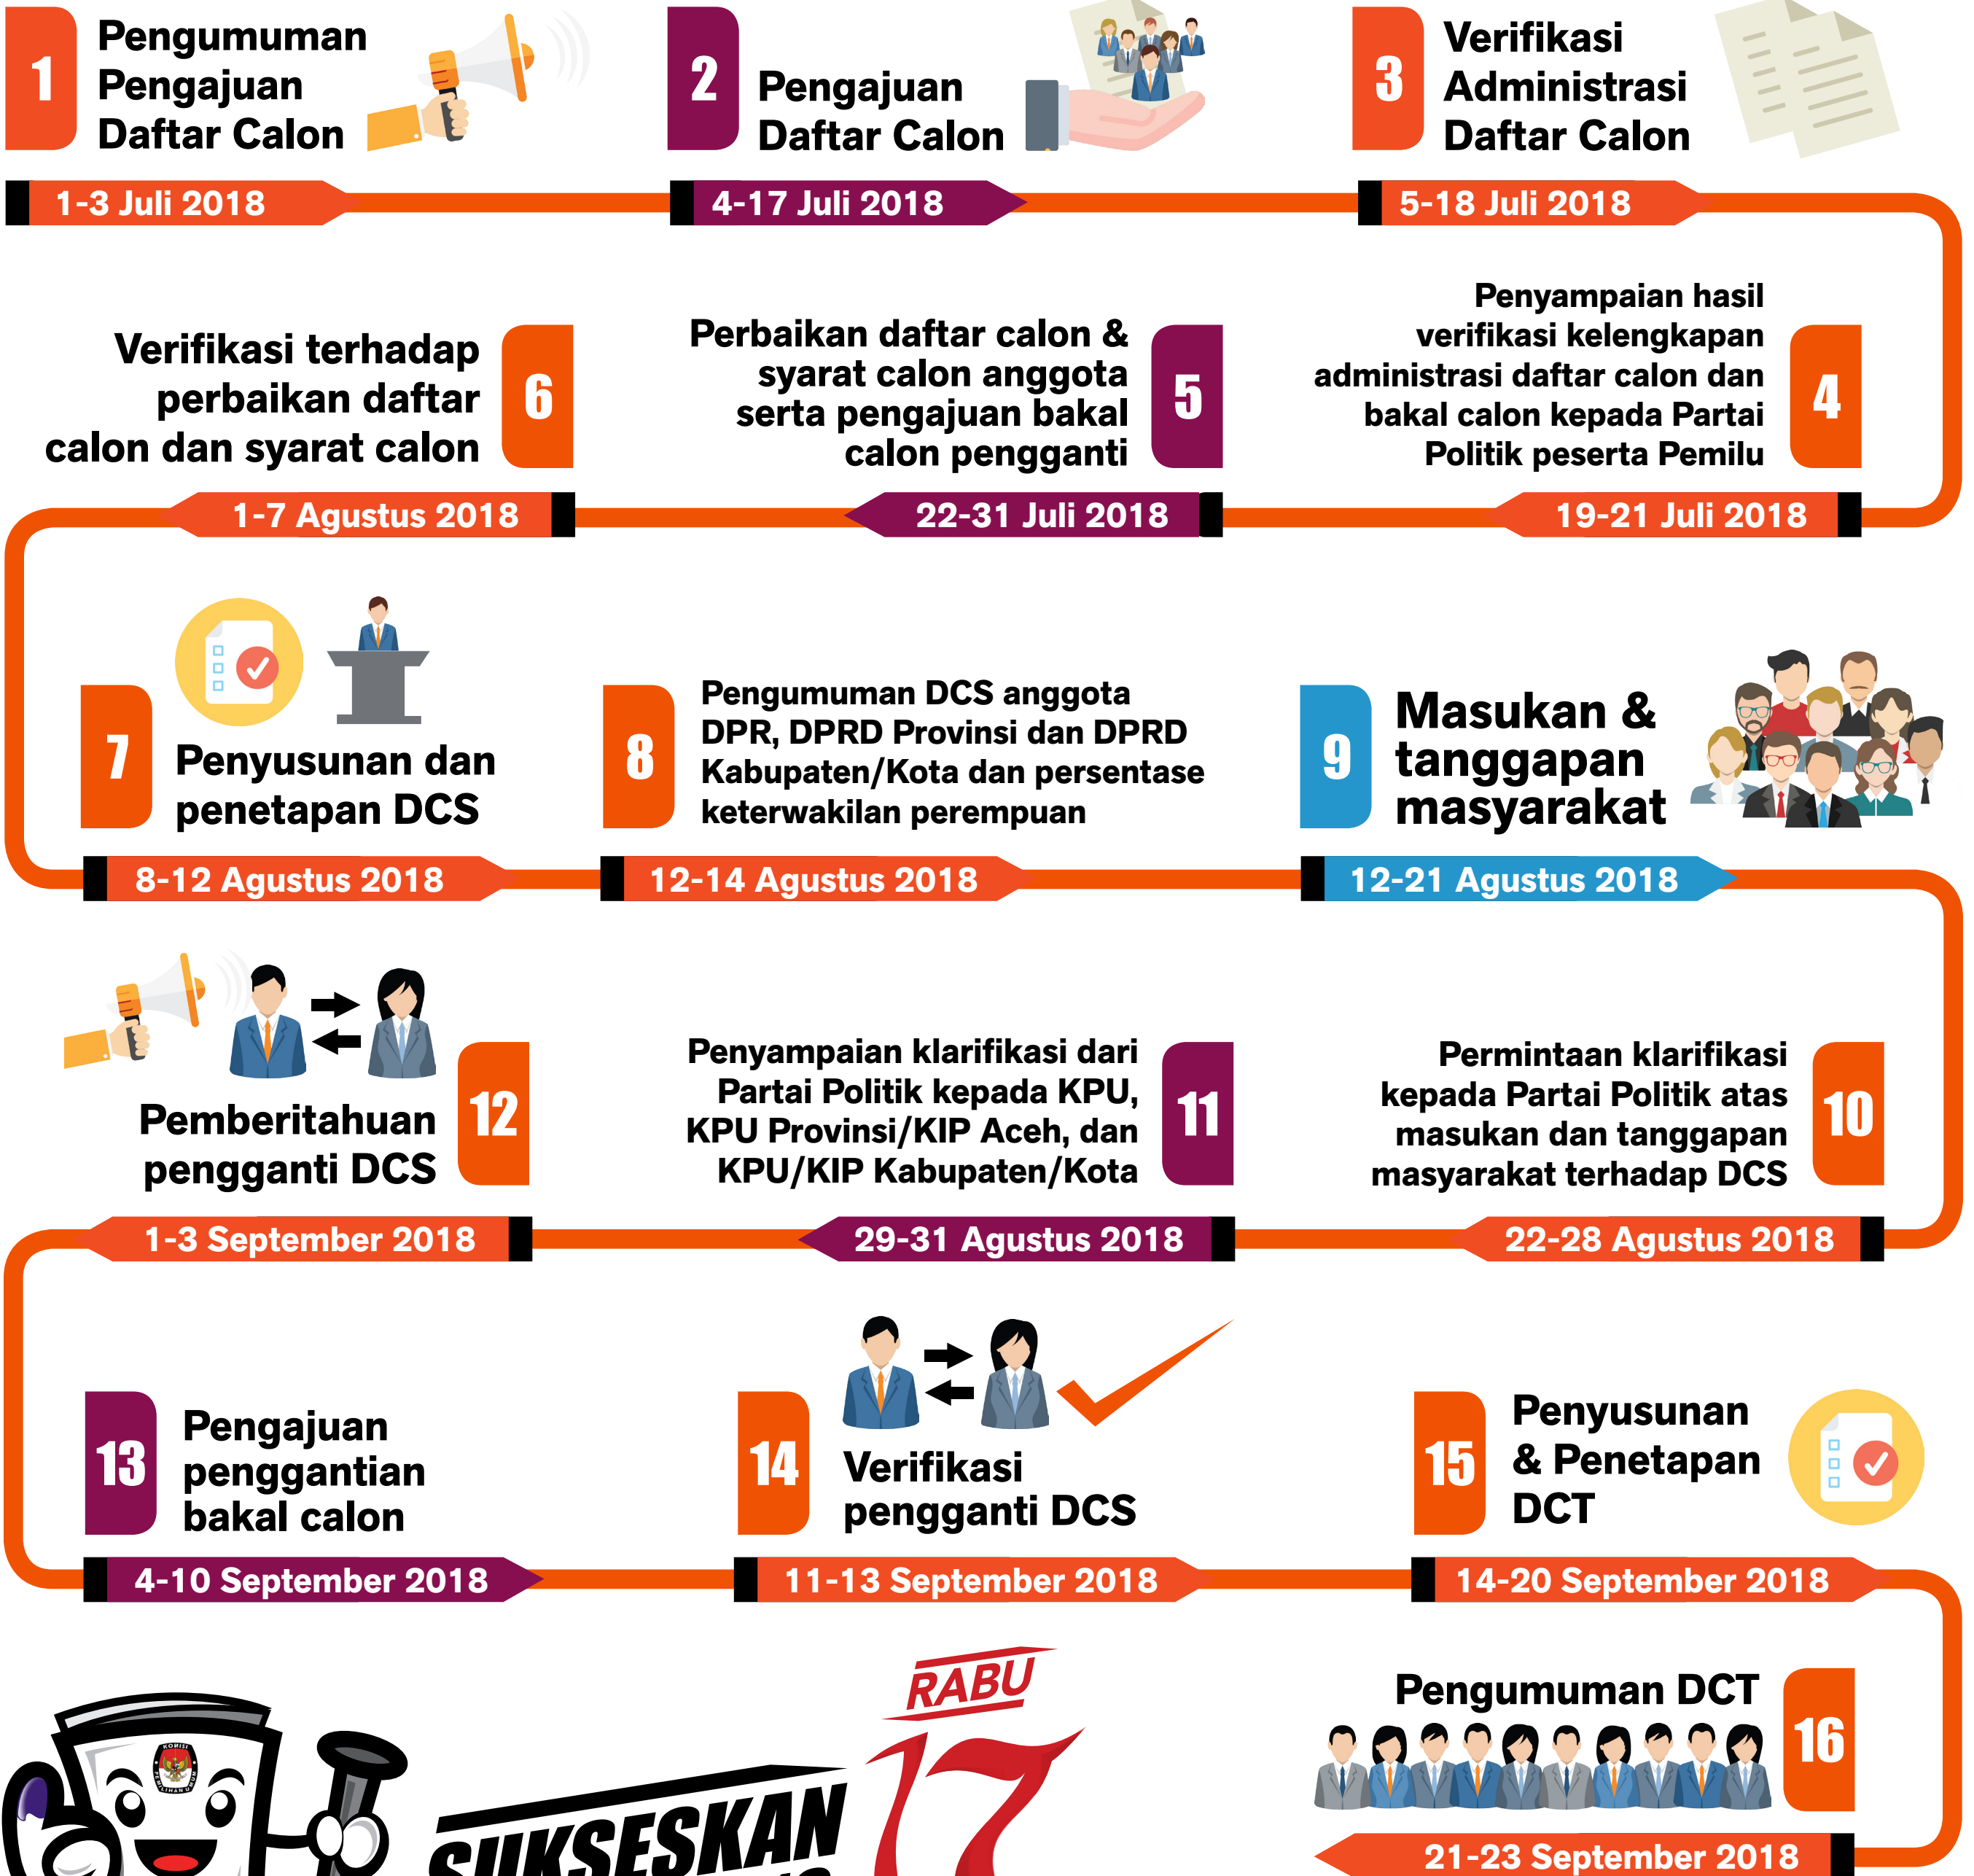 1
Pengumuman
Pengajuan
Daftar Calon
1-3 Juli 2018
2
Pengajuan
Daftar Calon
4-17 Juli 2018
3
Verifikasi
Administrasi
Daftar Calon
5-18 Juli 2018
4
Penyampaian hasil
verifikasi kelengkapan
administrasi daftar calon dan
bakal calon kepada Partai
Politik peserta Pemilu
19-21 Juli 2018
5
Perbaikan daftar calon &
syarat calon anggota
serta pengajuan bakal
calon pengganti
22-31 Juli 2018
6
Verifikasi terhadap
perbaikan daftar
calon dan syarat calon
1-7 Agustus 2018
7
Penyusunan dan
penetapan DCS
8-12 Agustus 2018
8
Pengumuman DCS anggota
DPR, DPRD Provinsi dan DPRD
Kabupaten/Kota dan persentase
keterwakilan perempuan
12-14 Agustus 2018
9
Masukan &
tanggapan
masyarakat
12-21 Agustus 2018
10
Permintaan klarifikasi
kepada Partai Politik atas
masukan dan tanggapan
masyarakat terhadap DCS
22-28 Agustus 2018
11
Penyampaian klarifikasi dari
Partai Politik kepada KPU,
KPU Provinsi/KIP Aceh, dan
KPU/KIP Kabupaten/Kota
29-31 Agustus 2018
12
Pemberitahuan
pengganti DCS
1-3 September 2018
13
Pengajuan
penggantian
bakal calon
4-10 September 2018
14
Verifikasi
pengganti DCS
11-13 September 2018
15
Penyusunan
& Penetapan
DCT
14-20 September 2018
16
Pengumuman DCT
21-23 September 2018
KOMISI
PEMILIHAN UMUM
SUKSESKAN
RABU
17